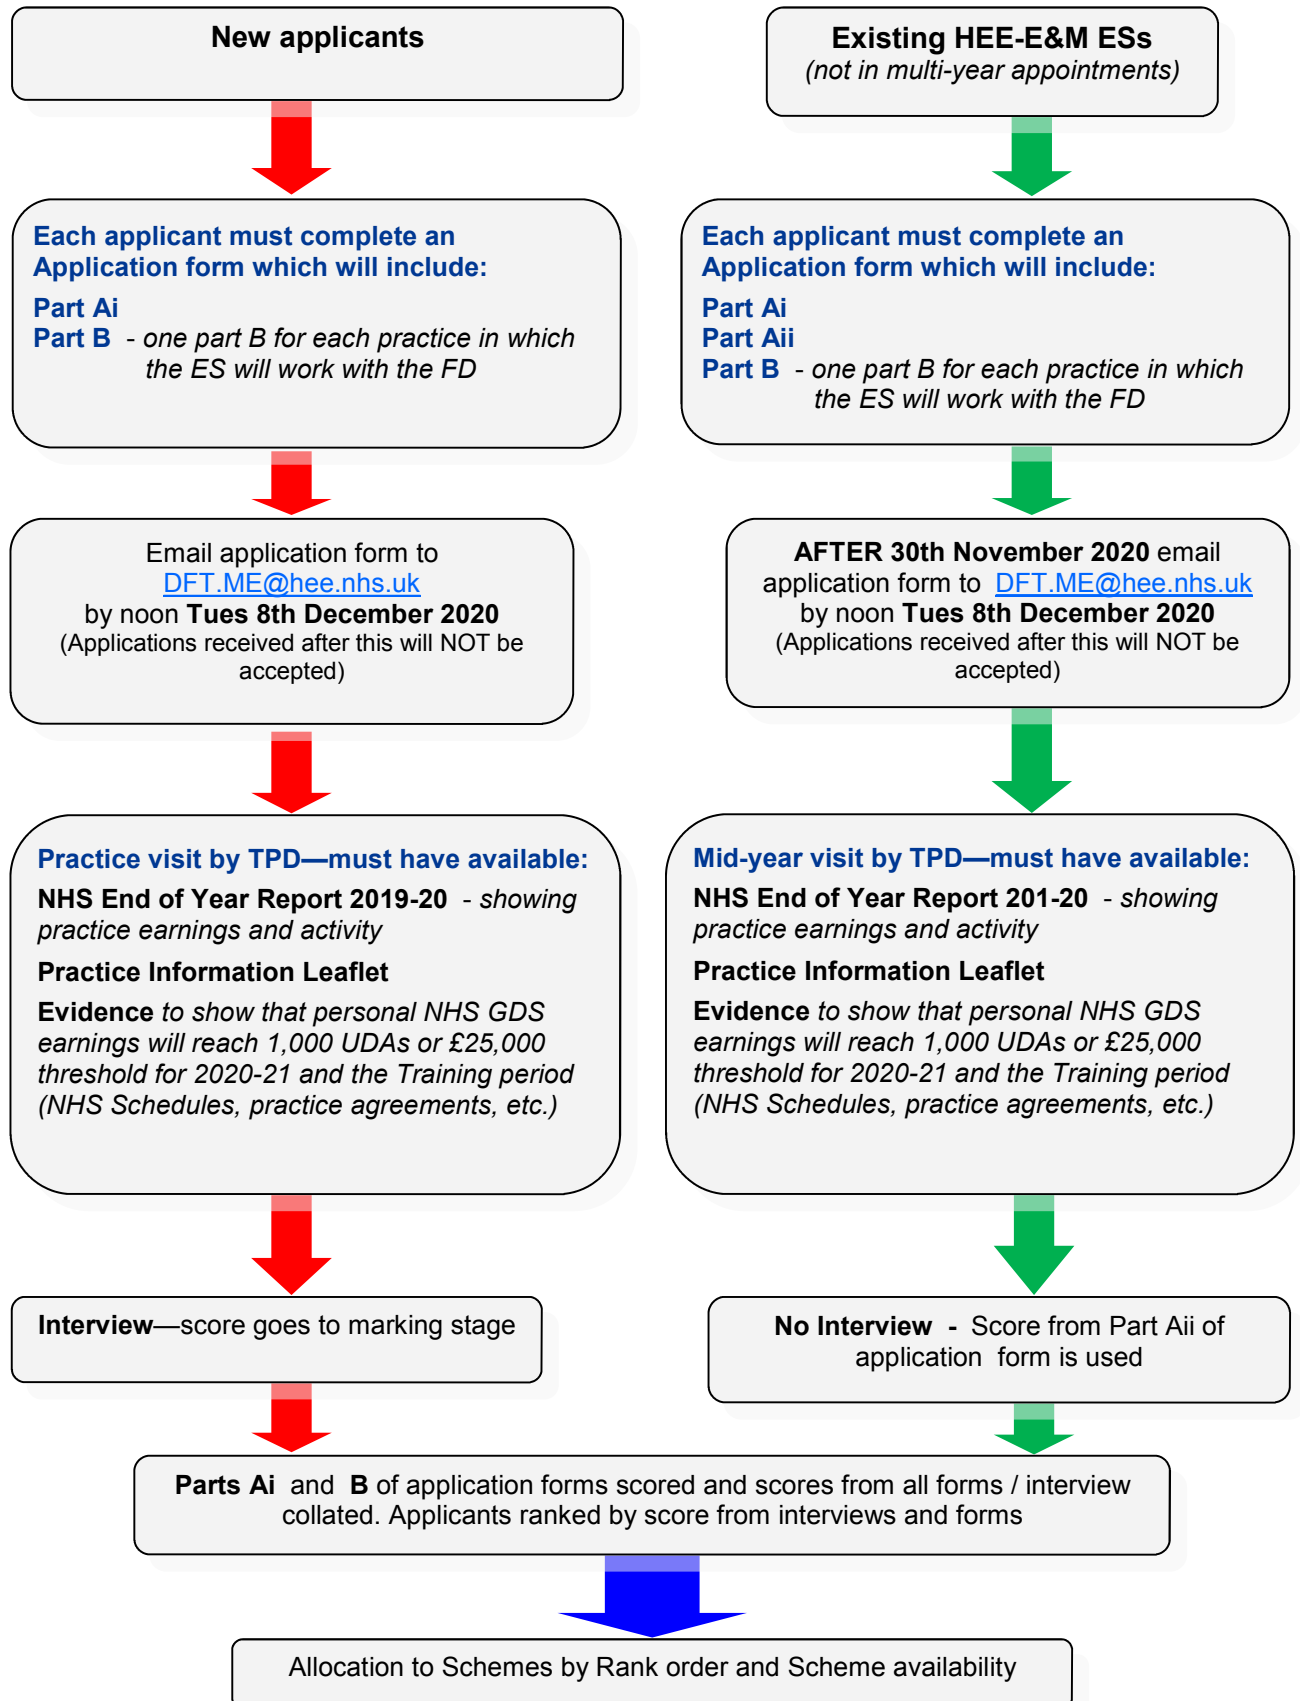 New applicants
Existing HEE-E&M ESs
(not in multi-year appointments)
Each applicant must complete an
Application form which will include:
Part Ai
Part B - one part B for each practice in which
the ES will work with the FD
Each applicant must complete an
Application form which will include:
Part Ai
Part Aii
Part B - one part B for each practice in which
the ES will work with the FD
Email application form to
DFT.ME@hee.nhs.uk
by noon Tues 8th December 2020
(Applications received after this will NOT be
accepted)
AFTER 30th November 2020 email
application form to DFT.ME@hee.nhs.uk
by noon Tues 8th December 2020
(Applications received after this will NOT be
accepted)
Practice visit by TPD—must have available:
NHS End of Year Report 2019-20 - showing
practice earnings and activity
Practice Information Leaflet
Evidence to show that personal NHS GDS
earnings will reach 1,000 UDAs or £25,000
threshold for 2020-21 and the Training period
(NHS Schedules, practice agreements, etc.)
Mid-year visit by TPD—must have available:
NHS End of Year Report 201-20 - showing
practice earnings and activity
Practice Information Leaflet
Evidence to show that personal NHS GDS
earnings will reach 1,000 UDAs or £25,000
threshold for 2020-21 and the Training period
(NHS Schedules, practice agreements, etc.)
Interview—score goes to marking stage
No Interview - Score from Part Aii of
application form is used
Parts Ai and B of application forms scored and scores from all forms / interview
collated. Applicants ranked by score from interviews and forms
Allocation to Schemes by Rank order and Scheme availability